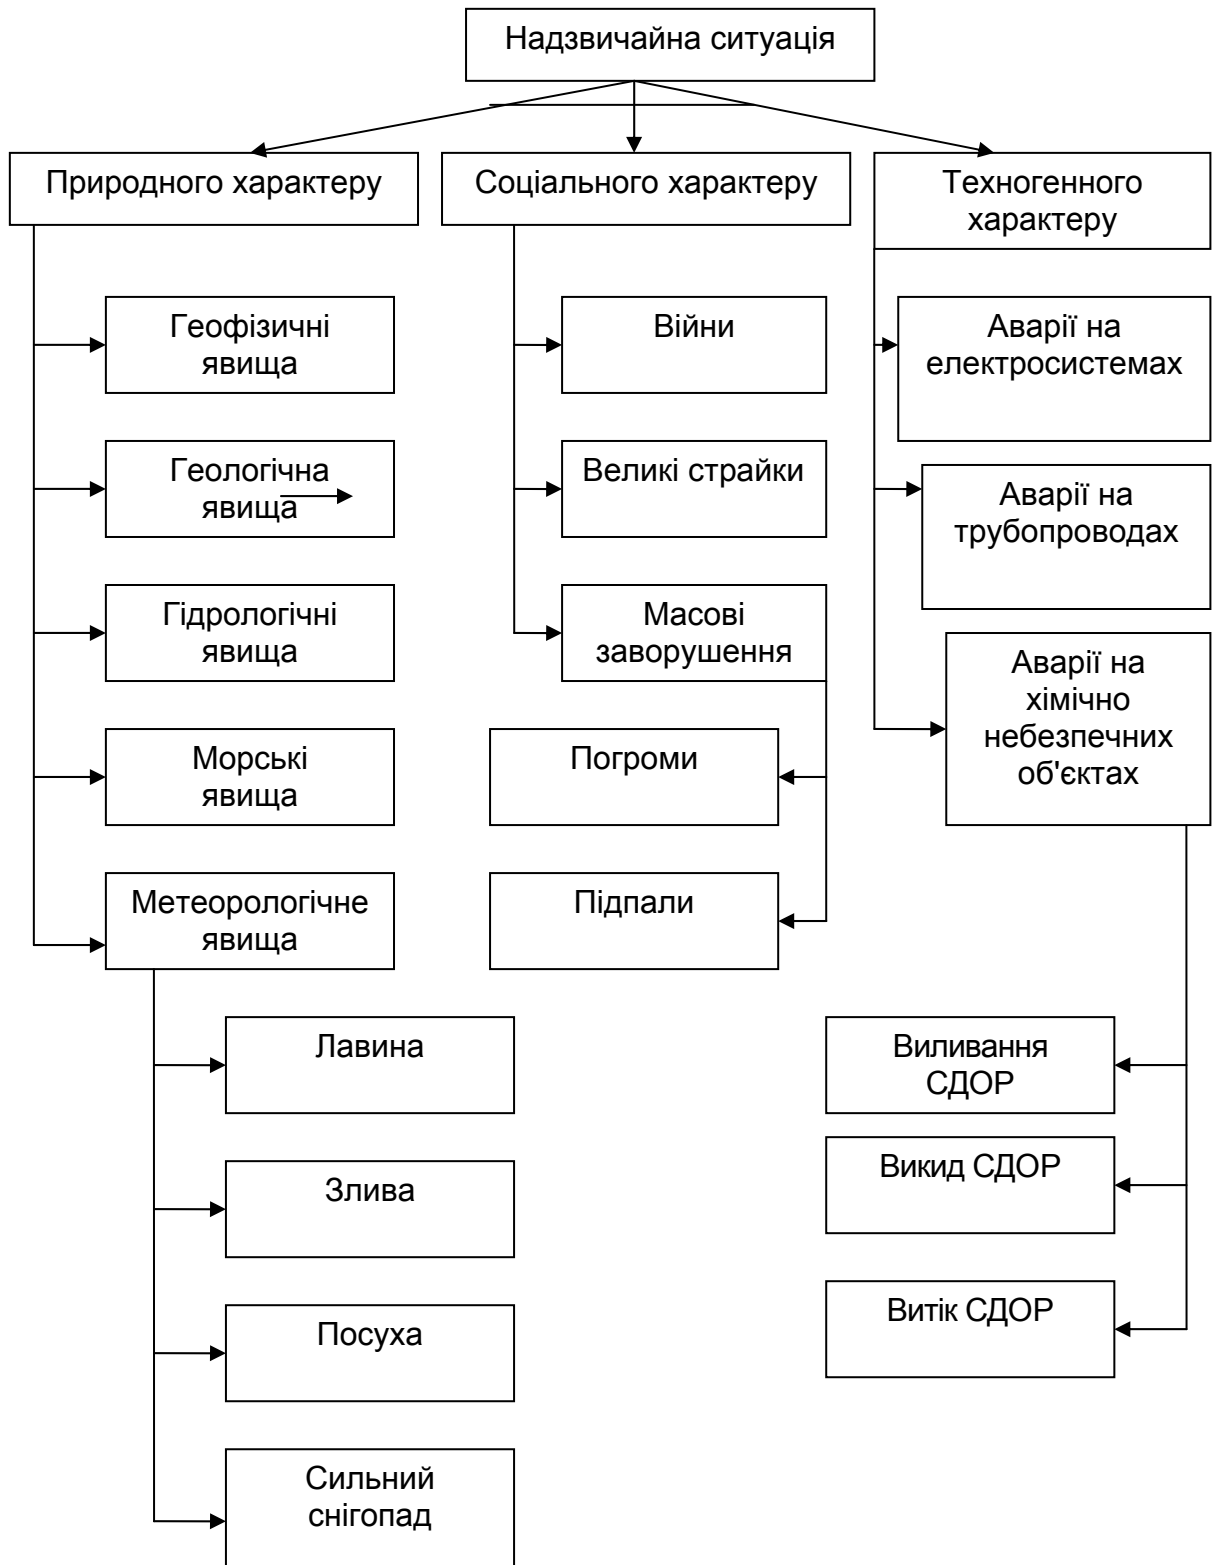 Надзвичайна ситуація
Природного характеру
Соціального характеру
Техногенного
характеру
Геофізичні
явища
Війни
Аварії на
електросистемах
Геологічна
явища
Великі страйки
Аварії на
трубопроводах
Гідрологічні
явища
Масові
заворушення
Аварії на
хімічно
небезпечних
об'єктах
Морські
явища
Погроми
Метеорологічне
явища
Підпали
Лавина
Виливання
СДОР
Злива
Викид СДОР
Посуха
Витік СДОР
Сильний
снігопад